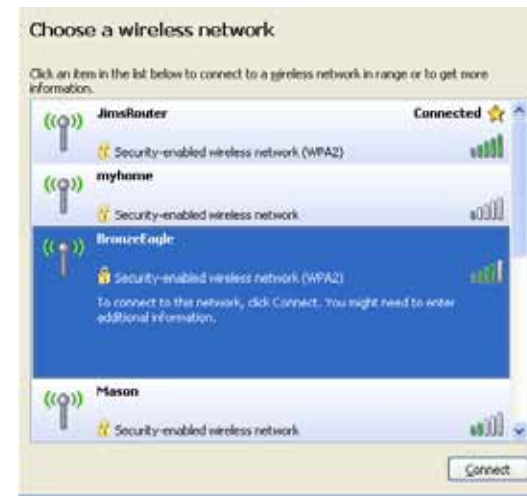 Choose a wireless network
Click an item in the list below to connect to a wireless network in range or to get more
information.
JimsRouter Connected
Security-enabled wireless network (WPA2)
myhome
Security-enabled wireless network
BronzeEagle
Security-enabled wireless network (WPA2)
To connect to this network, click Connect. You might need to enter
additional information.
Mason
Security-enabled wireless network
Connect